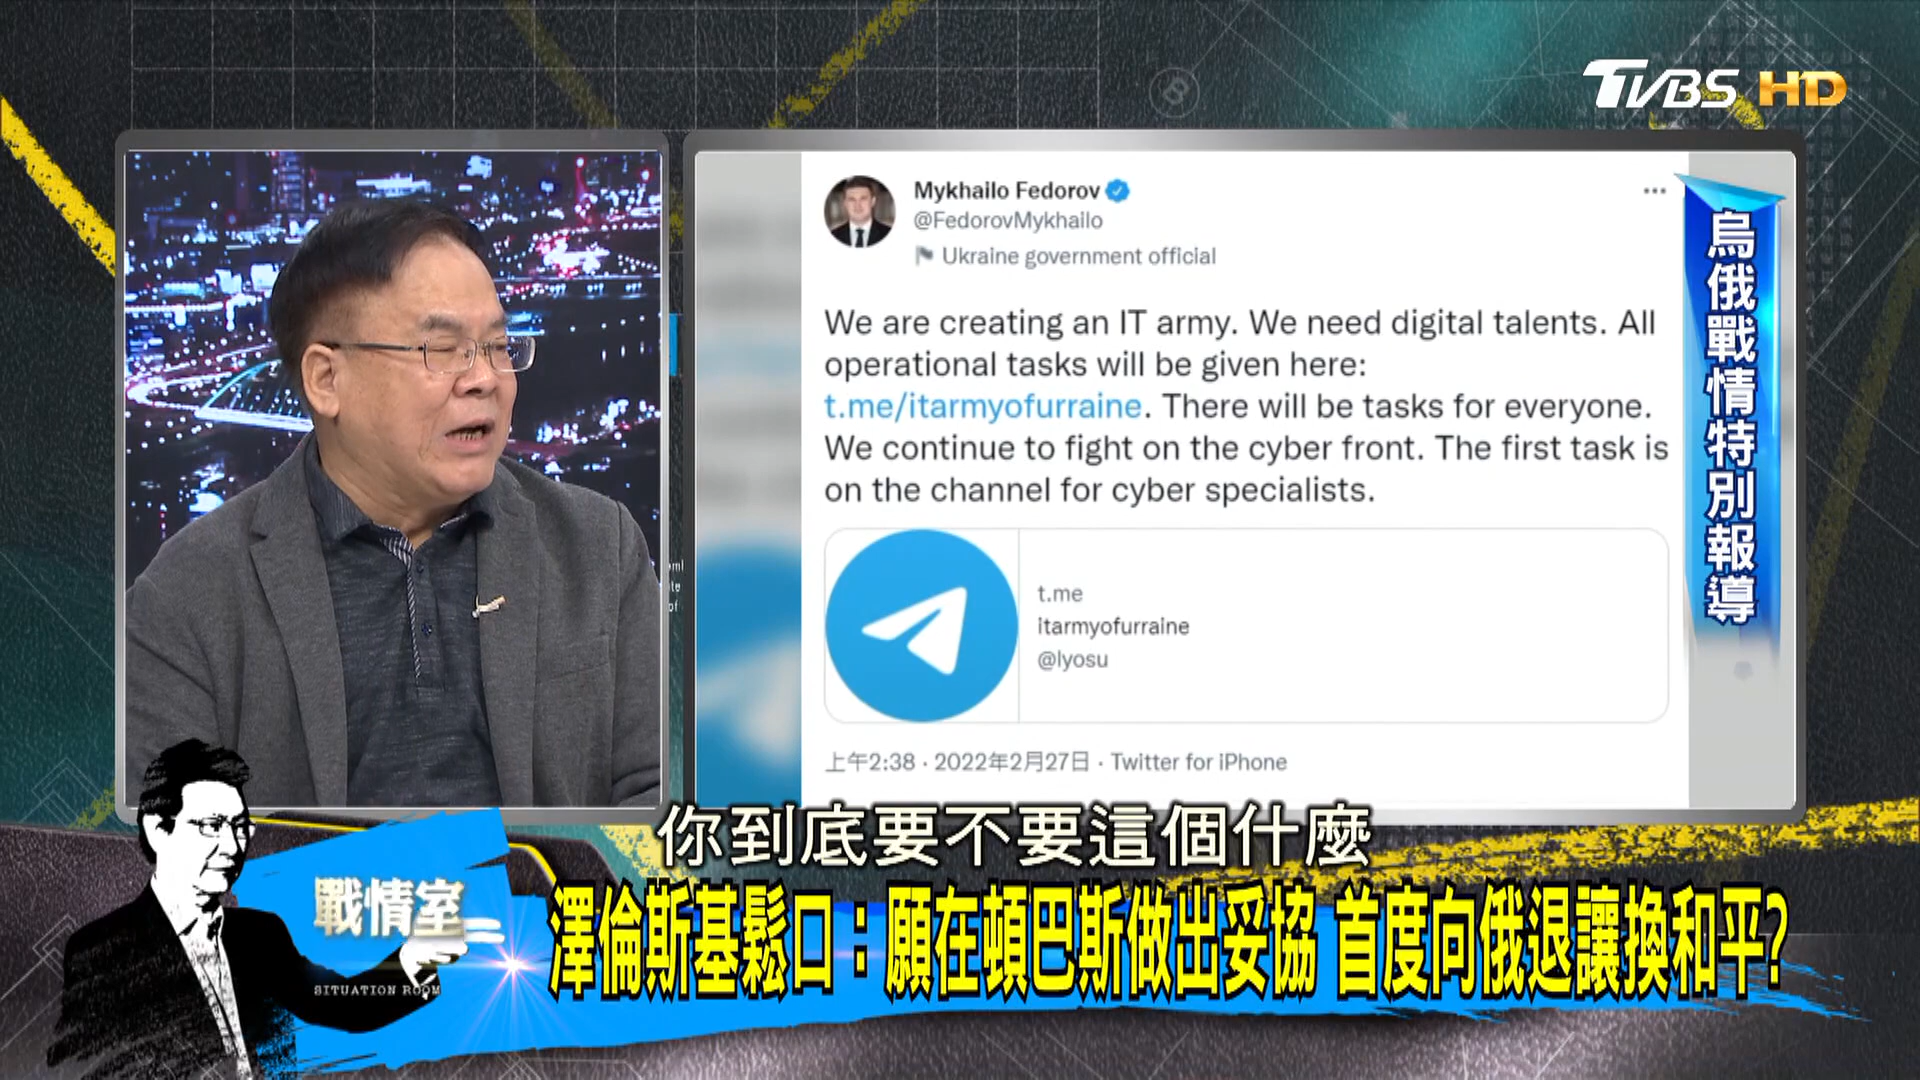 TVBS HD
Mykhailo Fedorov
@FedorovMykhailo
Ukraine government official
We are creating an IT army. We need digital talents. All
operational tasks will be given here:
t.me/itarmyofurraine. There will be tasks for everyone.
We continue to fight on the cyber front. The first task is
on the channel for cyber specialists.
t.me
itarmyofurraine
@lyosu
上午2:38 · 2022年2月27日 · Twitter for iPhone
烏俄戰情特別報導
你到底要不要這個什麼
戰情室
SITUATION ROOM
澤倫斯基鬆口：願在頓巴斯做出妥協 首度向俄退讓換和平?